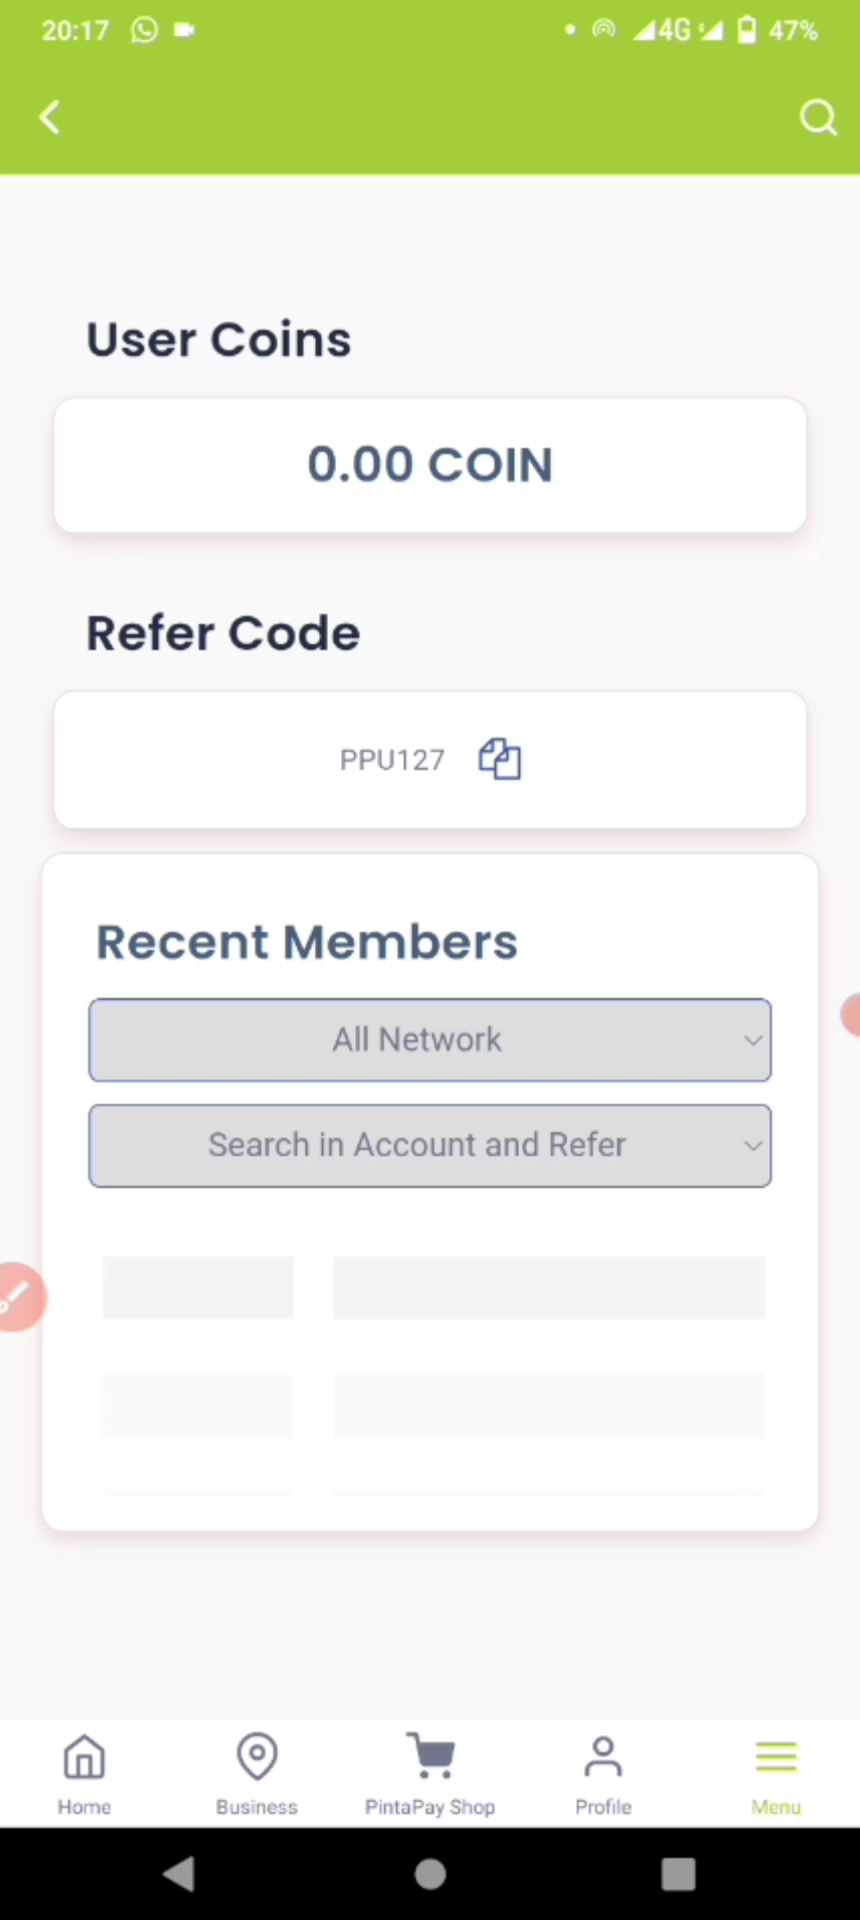 20:17 4G 47%
User Coins
0.00 COIN
Refer Code
PPU127
Recent Members
All Network
Search in Account and Refer
Home Business PintaPay Shop Profile Menu